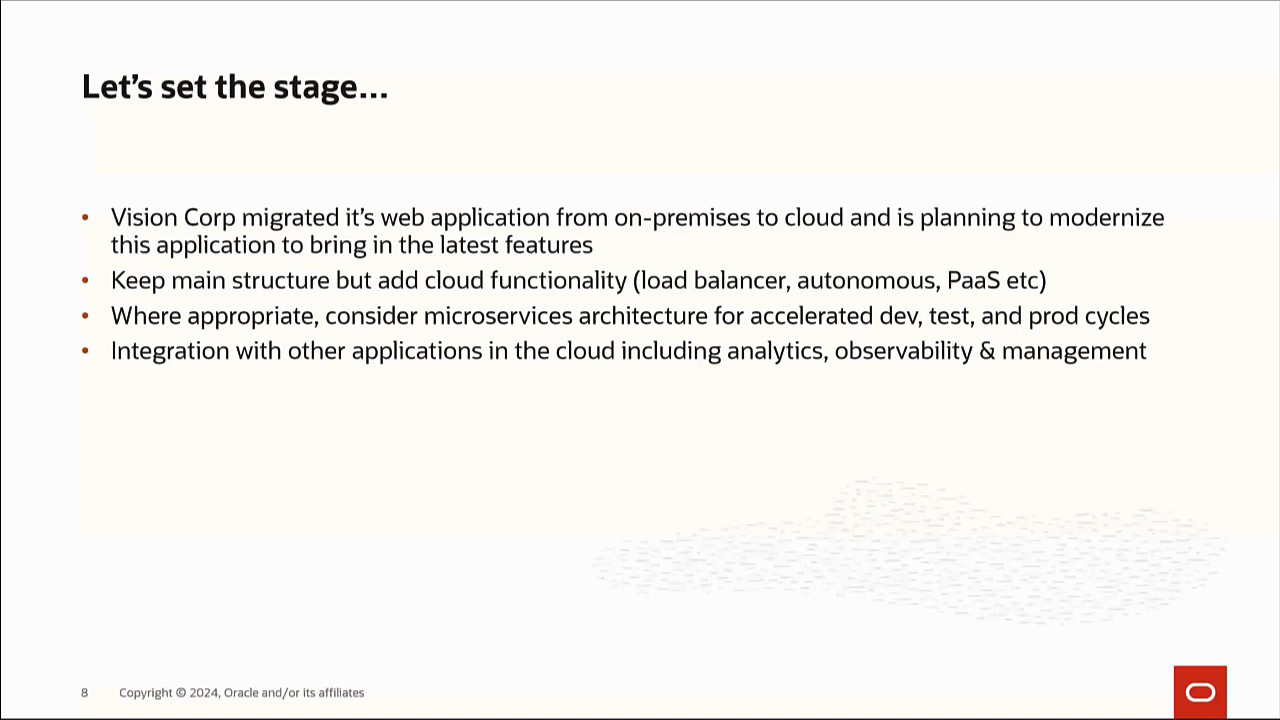 Let’s set the stage...
• Vision Corp migrated it’s web application from on-premises to cloud and is planning to modernize
this application to bring in the latest features
• Keep main structure but add cloud functionality (load balancer, autonomous, PaaS etc)
• Where appropriate, consider microservices architecture for accelerated dev, test, and prod cycles
• Integration with other applications in the cloud including analytics, observability & management
8 Copyright © 2024, Oracle and/or its affiliates